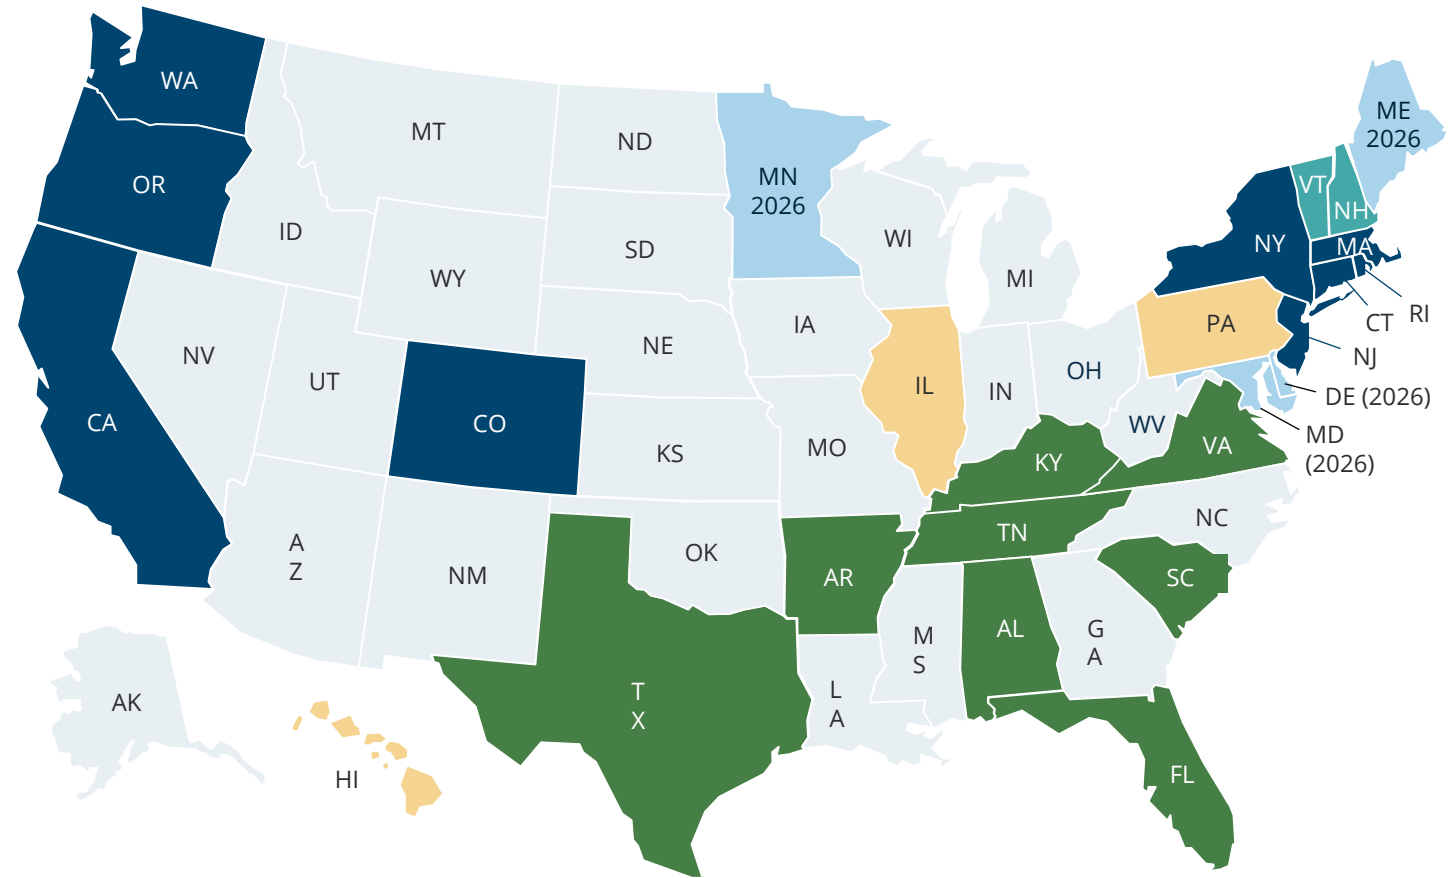 WA
MT
ND
MN
2026
ME
2026
OR
VT
NH
ID
SD
WI
NY
MA
WY
MI
RI
CT
PA
IA
NJ
NV
NE
UT
IL
IN
OH
DE (2026)
CA
CO
WV
MD
(2026)
KS
MO
KY
VA
A
Z
NM
OK
AR
TN
NC
SC
M
S
AL
G
A
AK
T
X
L
A
HI
FL